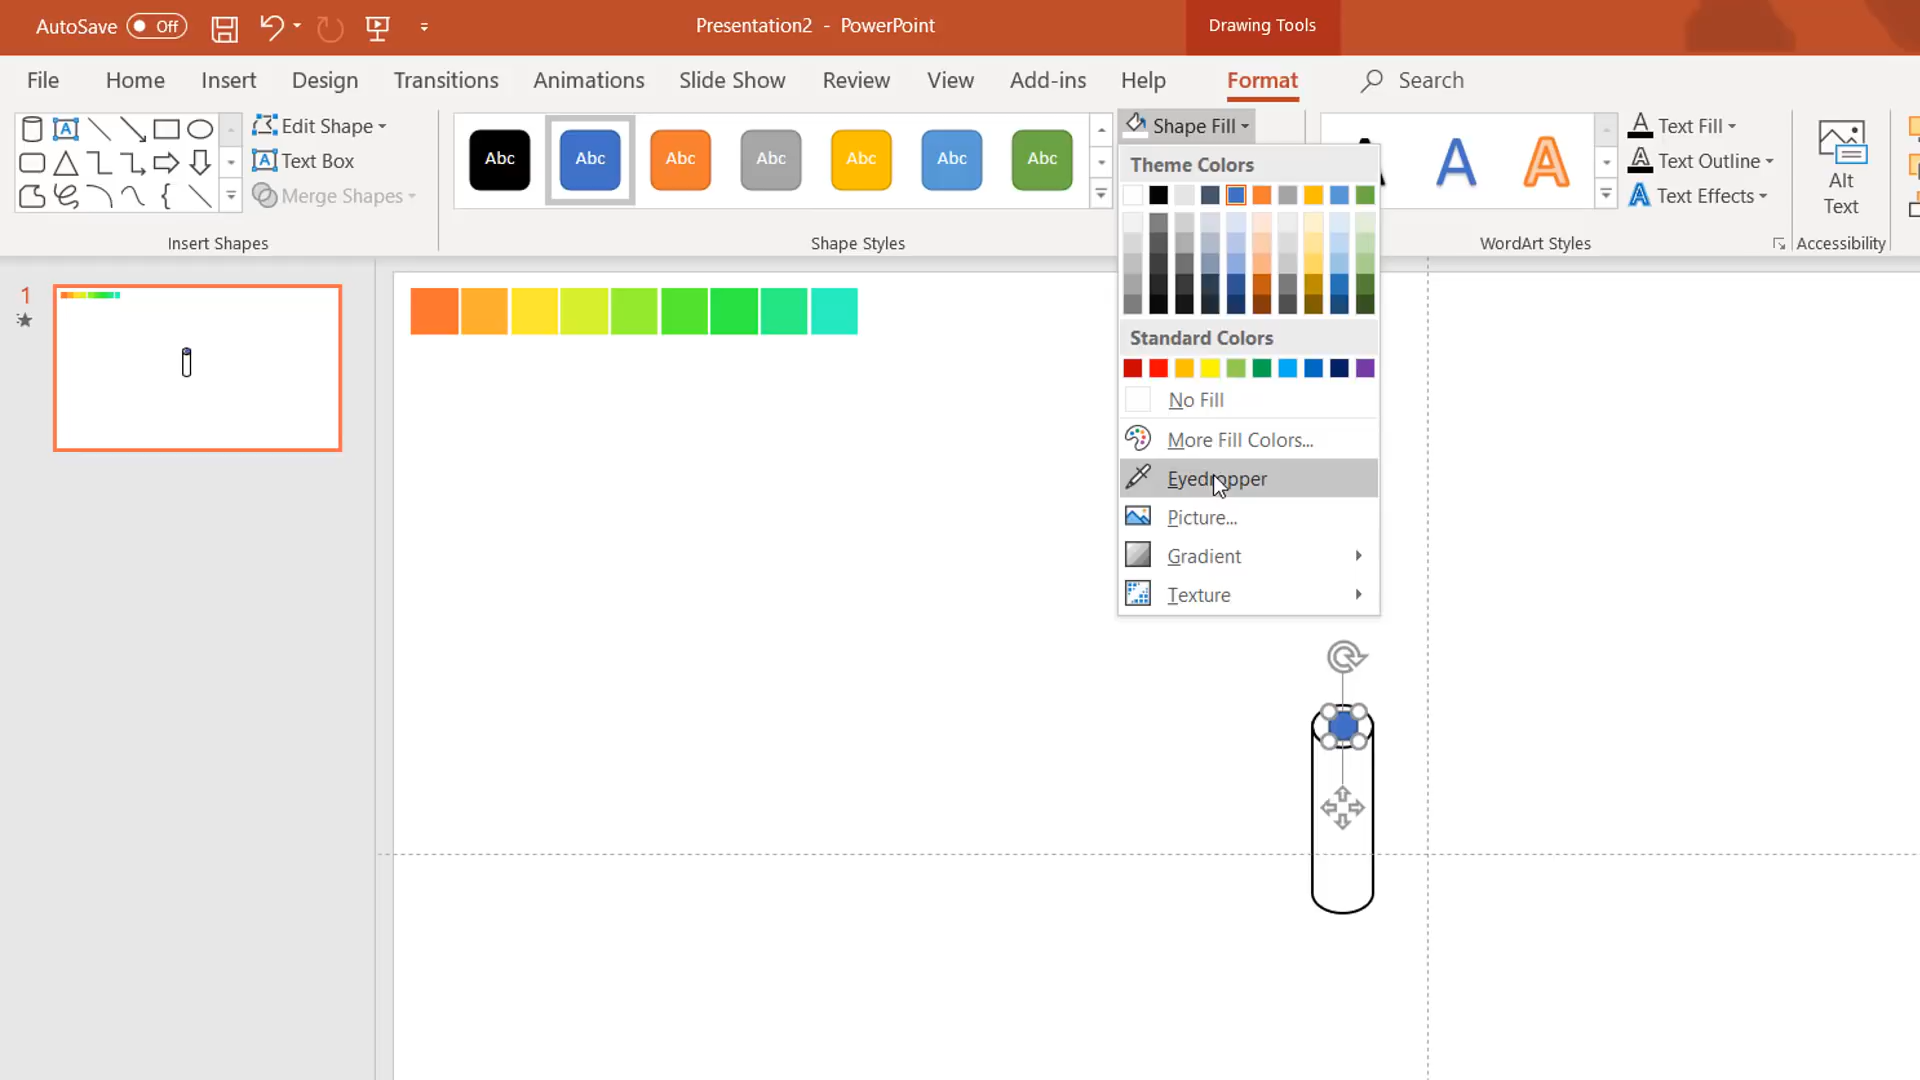 AutoSave Off
Presentation2 - PowerPoint
Drawing Tools
File Home Insert Design Transitions Animations Slide Show Review View Add-ins Help Format Search
Edit Shape
Text Box
Merge Shapes
Insert Shapes
Abc Abc Abc Abc Abc Abc Abc
Shape Styles
Shape Fill
Theme Colors
Standard Colors
No Fill
More Fill Colors...
Eyedropper
Picture...
Gradient
Texture
A A A
WordArt Styles
Text Fill
Text Outline
Text Effects
Alt
Text
Accessibility
1